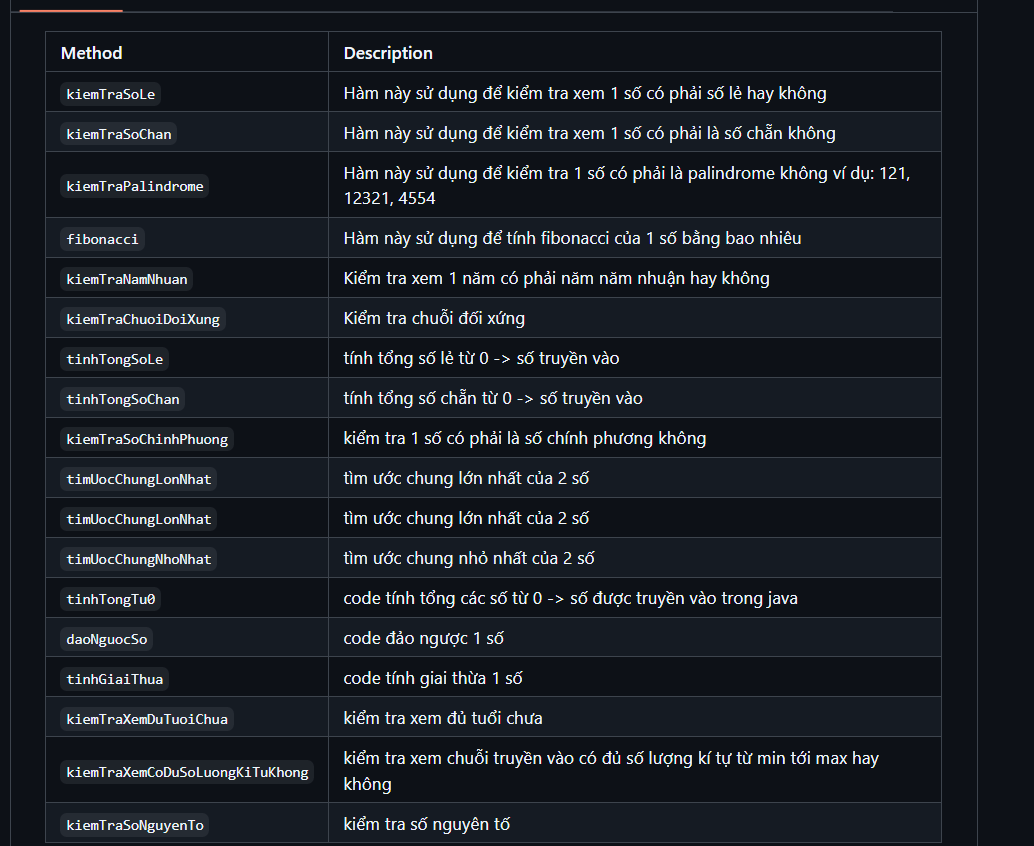 Method Description
kiemTraSoLe Hàm này sử dụng để kiểm tra xem 1 số có phải số lẻ hay không
kiemTraSoChan Hàm này sử dụng để kiểm tra xem 1 số có phải là số chẵn không
kiemTraPalindrome Hàm này sử dụng để kiểm tra 1 số có phải là palindrome không ví dụ: 121,
12321, 4554
fibonacci Hàm này sử dụng để tính fibonacci của 1 số bằng bao nhiêu
kiemTraNamNhuan Kiểm tra xem 1 năm có phải năm năm nhuận hay không
kiemTraChuoiDoiXung Kiểm tra chuỗi đối xứng
tinhTongSoLe tính tổng số lẻ từ 0 -> số truyền vào
tinhTongSoChan tính tổng số chẵn từ 0 -> số truyền vào
kiemTraSoChinhPhuong kiểm tra 1 số có phải là số chính phương không
timUocChungLonNhat tìm ước chung lớn nhất của 2 số
timUocChungLonNhat tìm ước chung lớn nhất của 2 số
timUocChungNhoNhat tìm ước chung nhỏ nhất của 2 số
tinhTongTu0 code tính tổng các số từ 0 -> số được truyền vào trong java
daoNguocSo code đảo ngược 1 số
tinhGiaiThua code tính giai thừa 1 số
kiemTraXemDuTuoiChua kiểm tra xem đủ tuổi chưa
kiemTraXemCoDuSoLuongKiTuKhong kiểm tra xem chuỗi truyền vào có đủ số lượng kí tự từ min tới max hay
không
kiemTraSoNguyenTo kiểm tra số nguyên tố